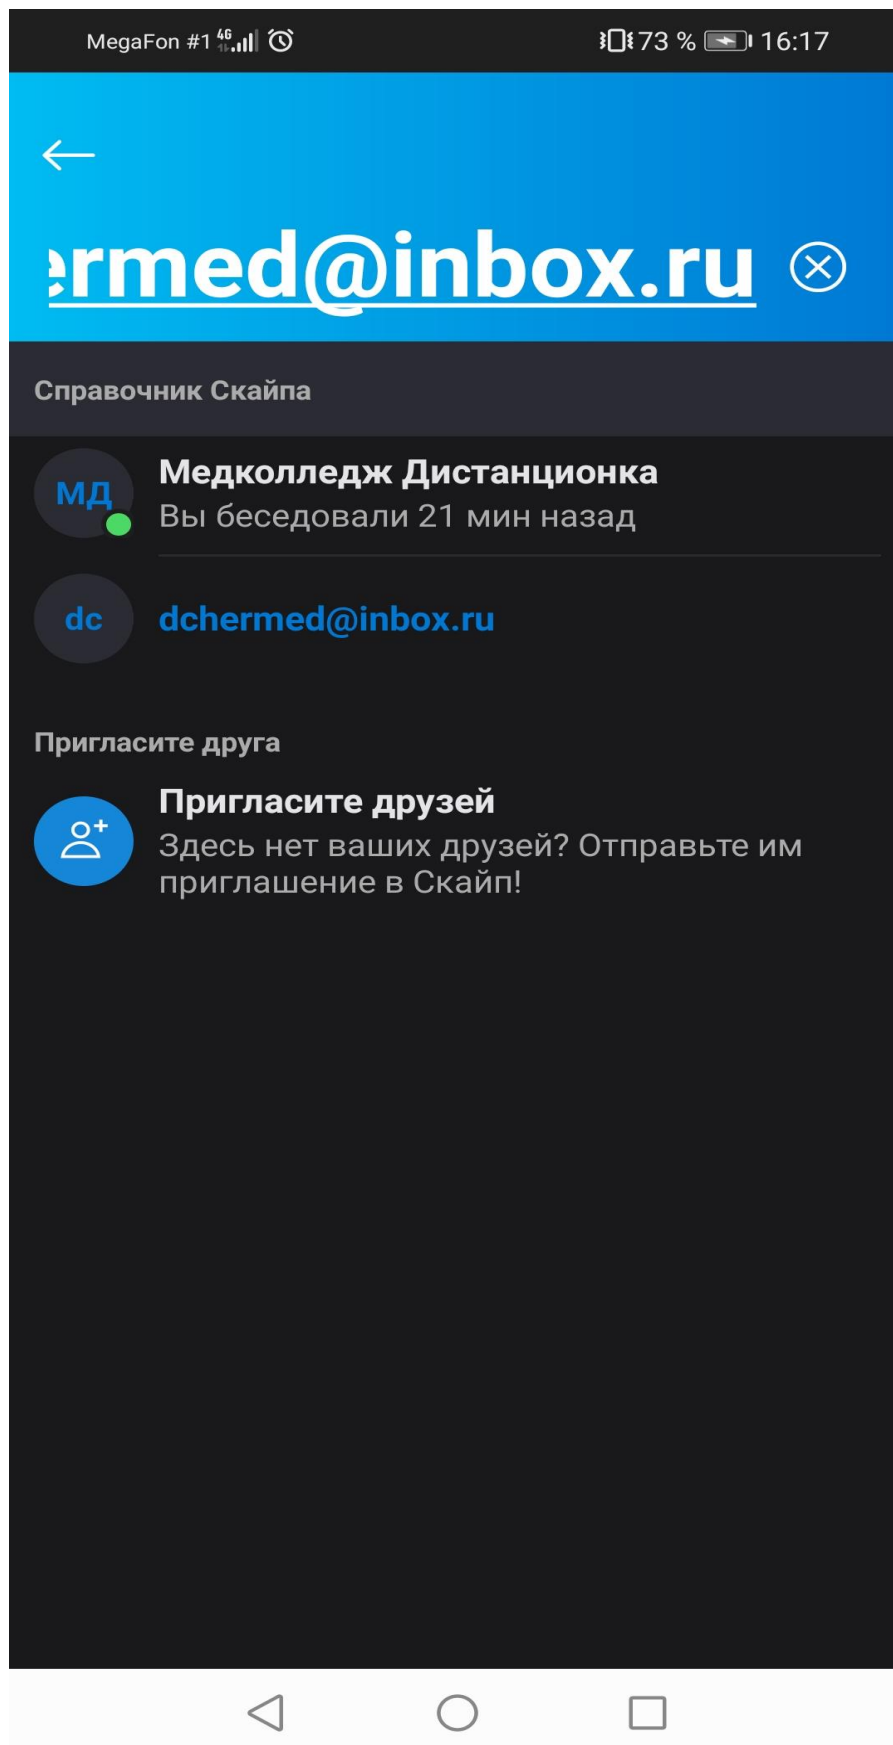 MegaFon #1 4G 73 % 16:17
ermed@inbox.ru
Справочник Скайпа
МД
Медколледж Дистанционка
Вы беседовали 21 мин назад
dc
dchermed@inbox.ru
Пригласите друга
Пригласите друзей
Здесь нет ваших друзей? Отправьте им
приглашение в Скайп!